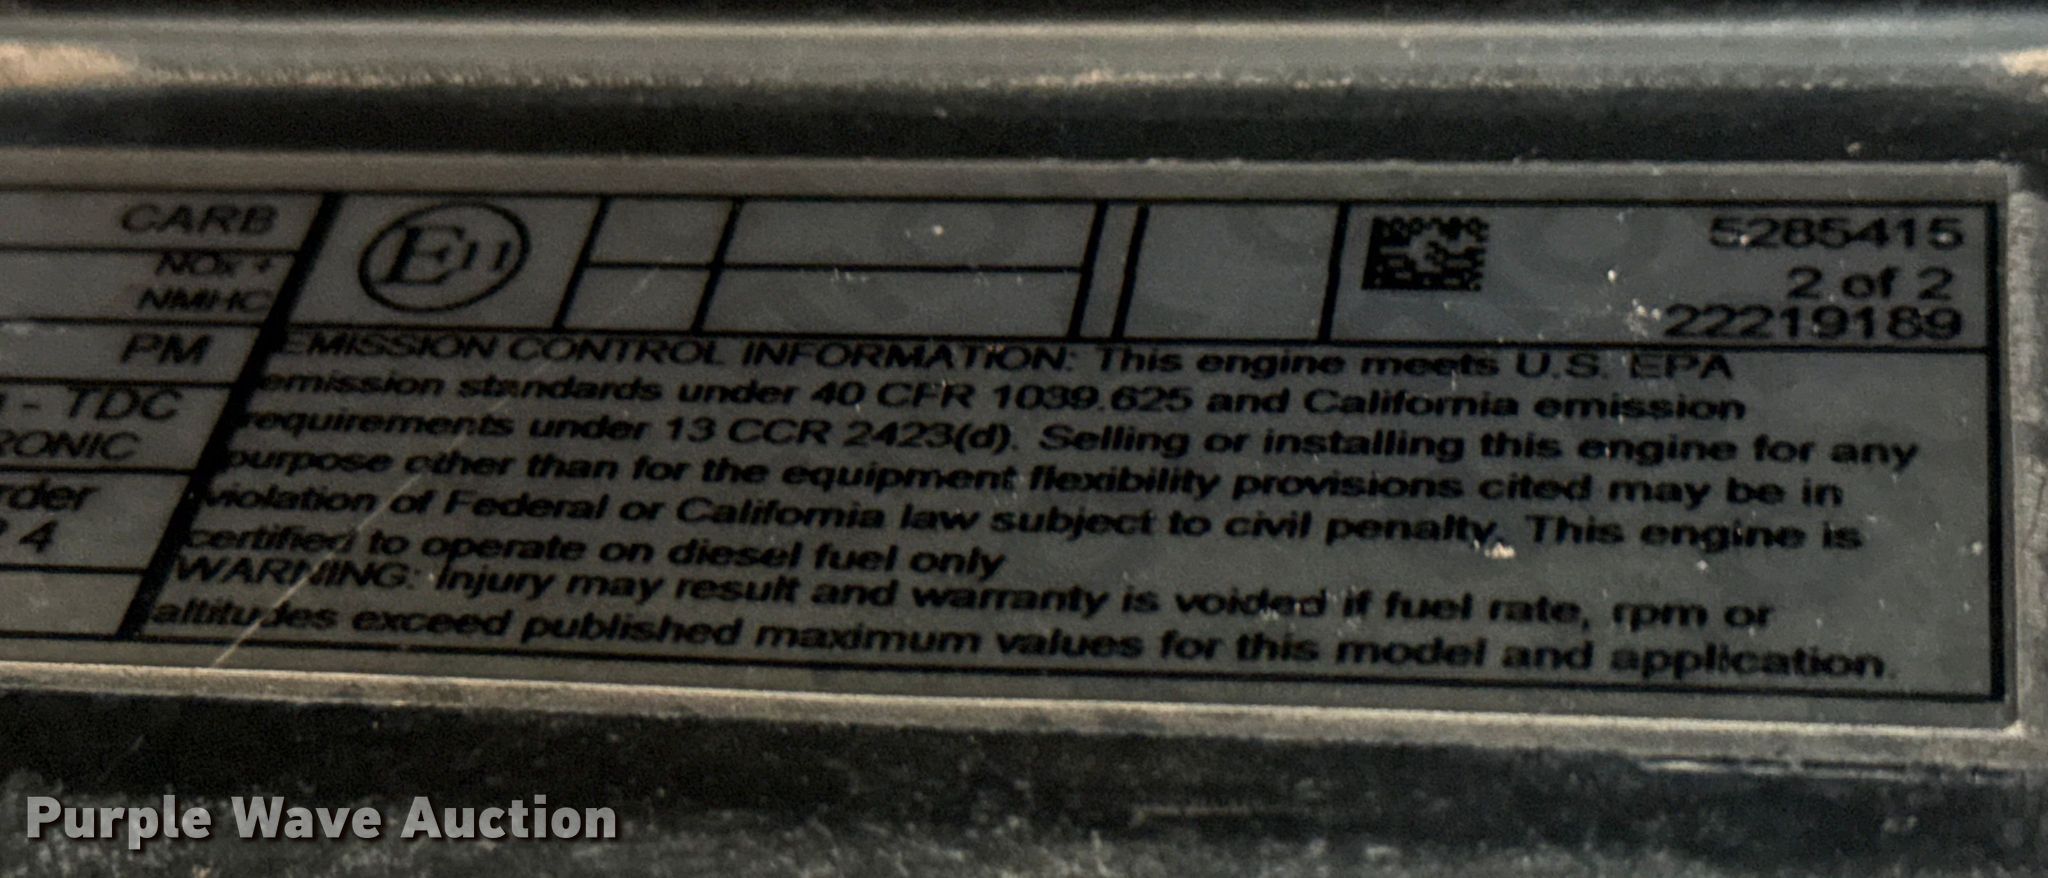 CARB
NOx +
NMHC
PM
- TDC
RONIC
rder
4
E11
5285415
2 of 2
22219189
EMISSION CONTROL INFORMATION: This engine meets U.S. EPA
emission standards under 40 CFR 1039.625 and California emission
requirements under 13 CCR 2423(d). Selling or installing this engine for any
purpose other than for the equipment flexibility provisions cited may be in
violation of Federal or California law subject to civil penalty. This engine is
certified to operate on diesel fuel only
WARNING: Injury may result and warranty is voided if fuel rate, rpm or
altitudes exceed published maximum values for this model and application.
Purple Wave Auction